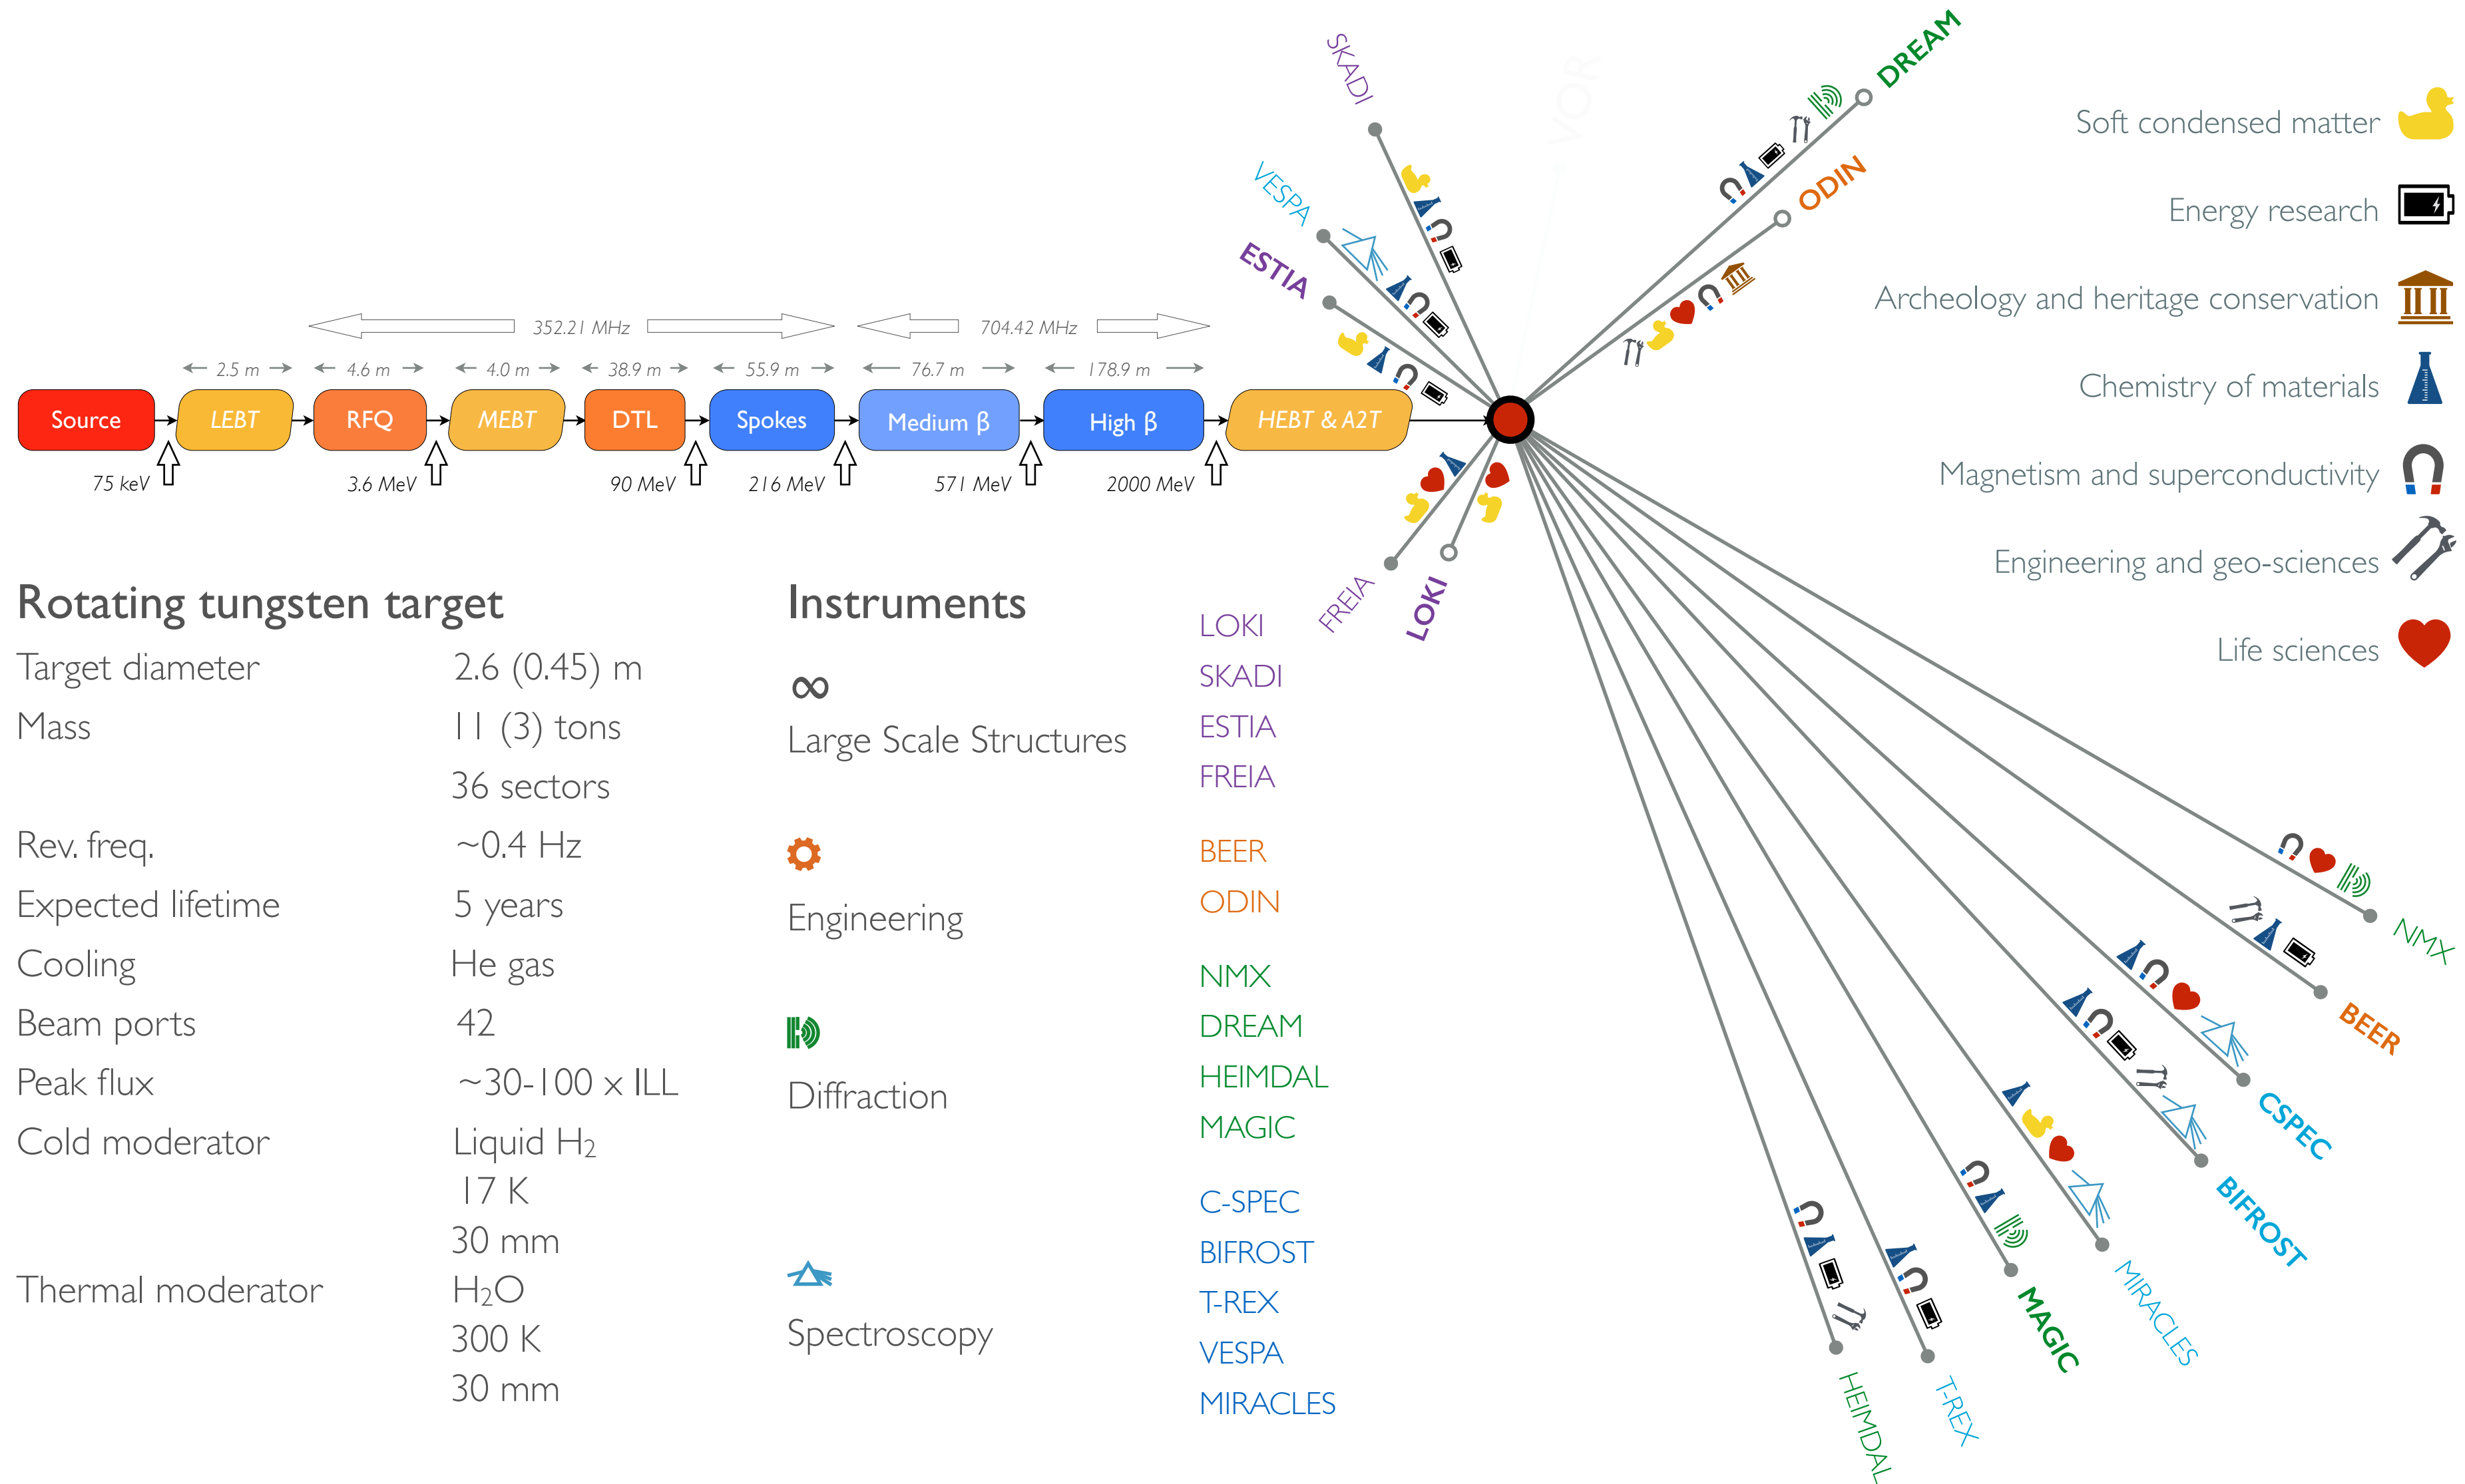 SKADI
VOR
DREAM
VESPA
ODIN
ESTIA
Soft condensed matter
Energy research
Archeology and heritage conservation
Chemistry of materials
Magnetism and superconductivity
Engineering and geo-sciences
Life sciences
352.21 MHz
704.42 MHz
2.5 m
4.6 m
4.0 m
38.9 m
55.9 m
76.7 m
178.9 m
Source
LEBT
RFQ
MEBT
DTL
Spokes
Medium β
High β
HEBT & A2T
75 keV
3.6 MeV
90 MeV
216 MeV
571 MeV
2000 MeV
FREIA
LOKI
Rotating tungsten target
Target diameter 2.6 (0.45) m
Mass 11 (3) tons
36 sectors
Rev. freq. ~0.4 Hz
Expected lifetime 5 years
Cooling He gas
Beam ports 42
Peak flux ~30-100 x ILL
Cold moderator Liquid H₂
17 K
30 mm
Thermal moderator H₂O
300 K
30 mm
Instruments
∞
Large Scale Structures
LOKI
SKADI
ESTIA
FREIA
Engineering
BEER
ODIN
Diffraction
NMX
DREAM
HEIMDAL
MAGIC
Spectroscopy
C-SPEC
BIFROST
T-REX
VESPA
MIRACLES
NMX
BEER
CSPEC
BIFROST
MIRACLES
MAGIC
T-REX
HEIMDAL